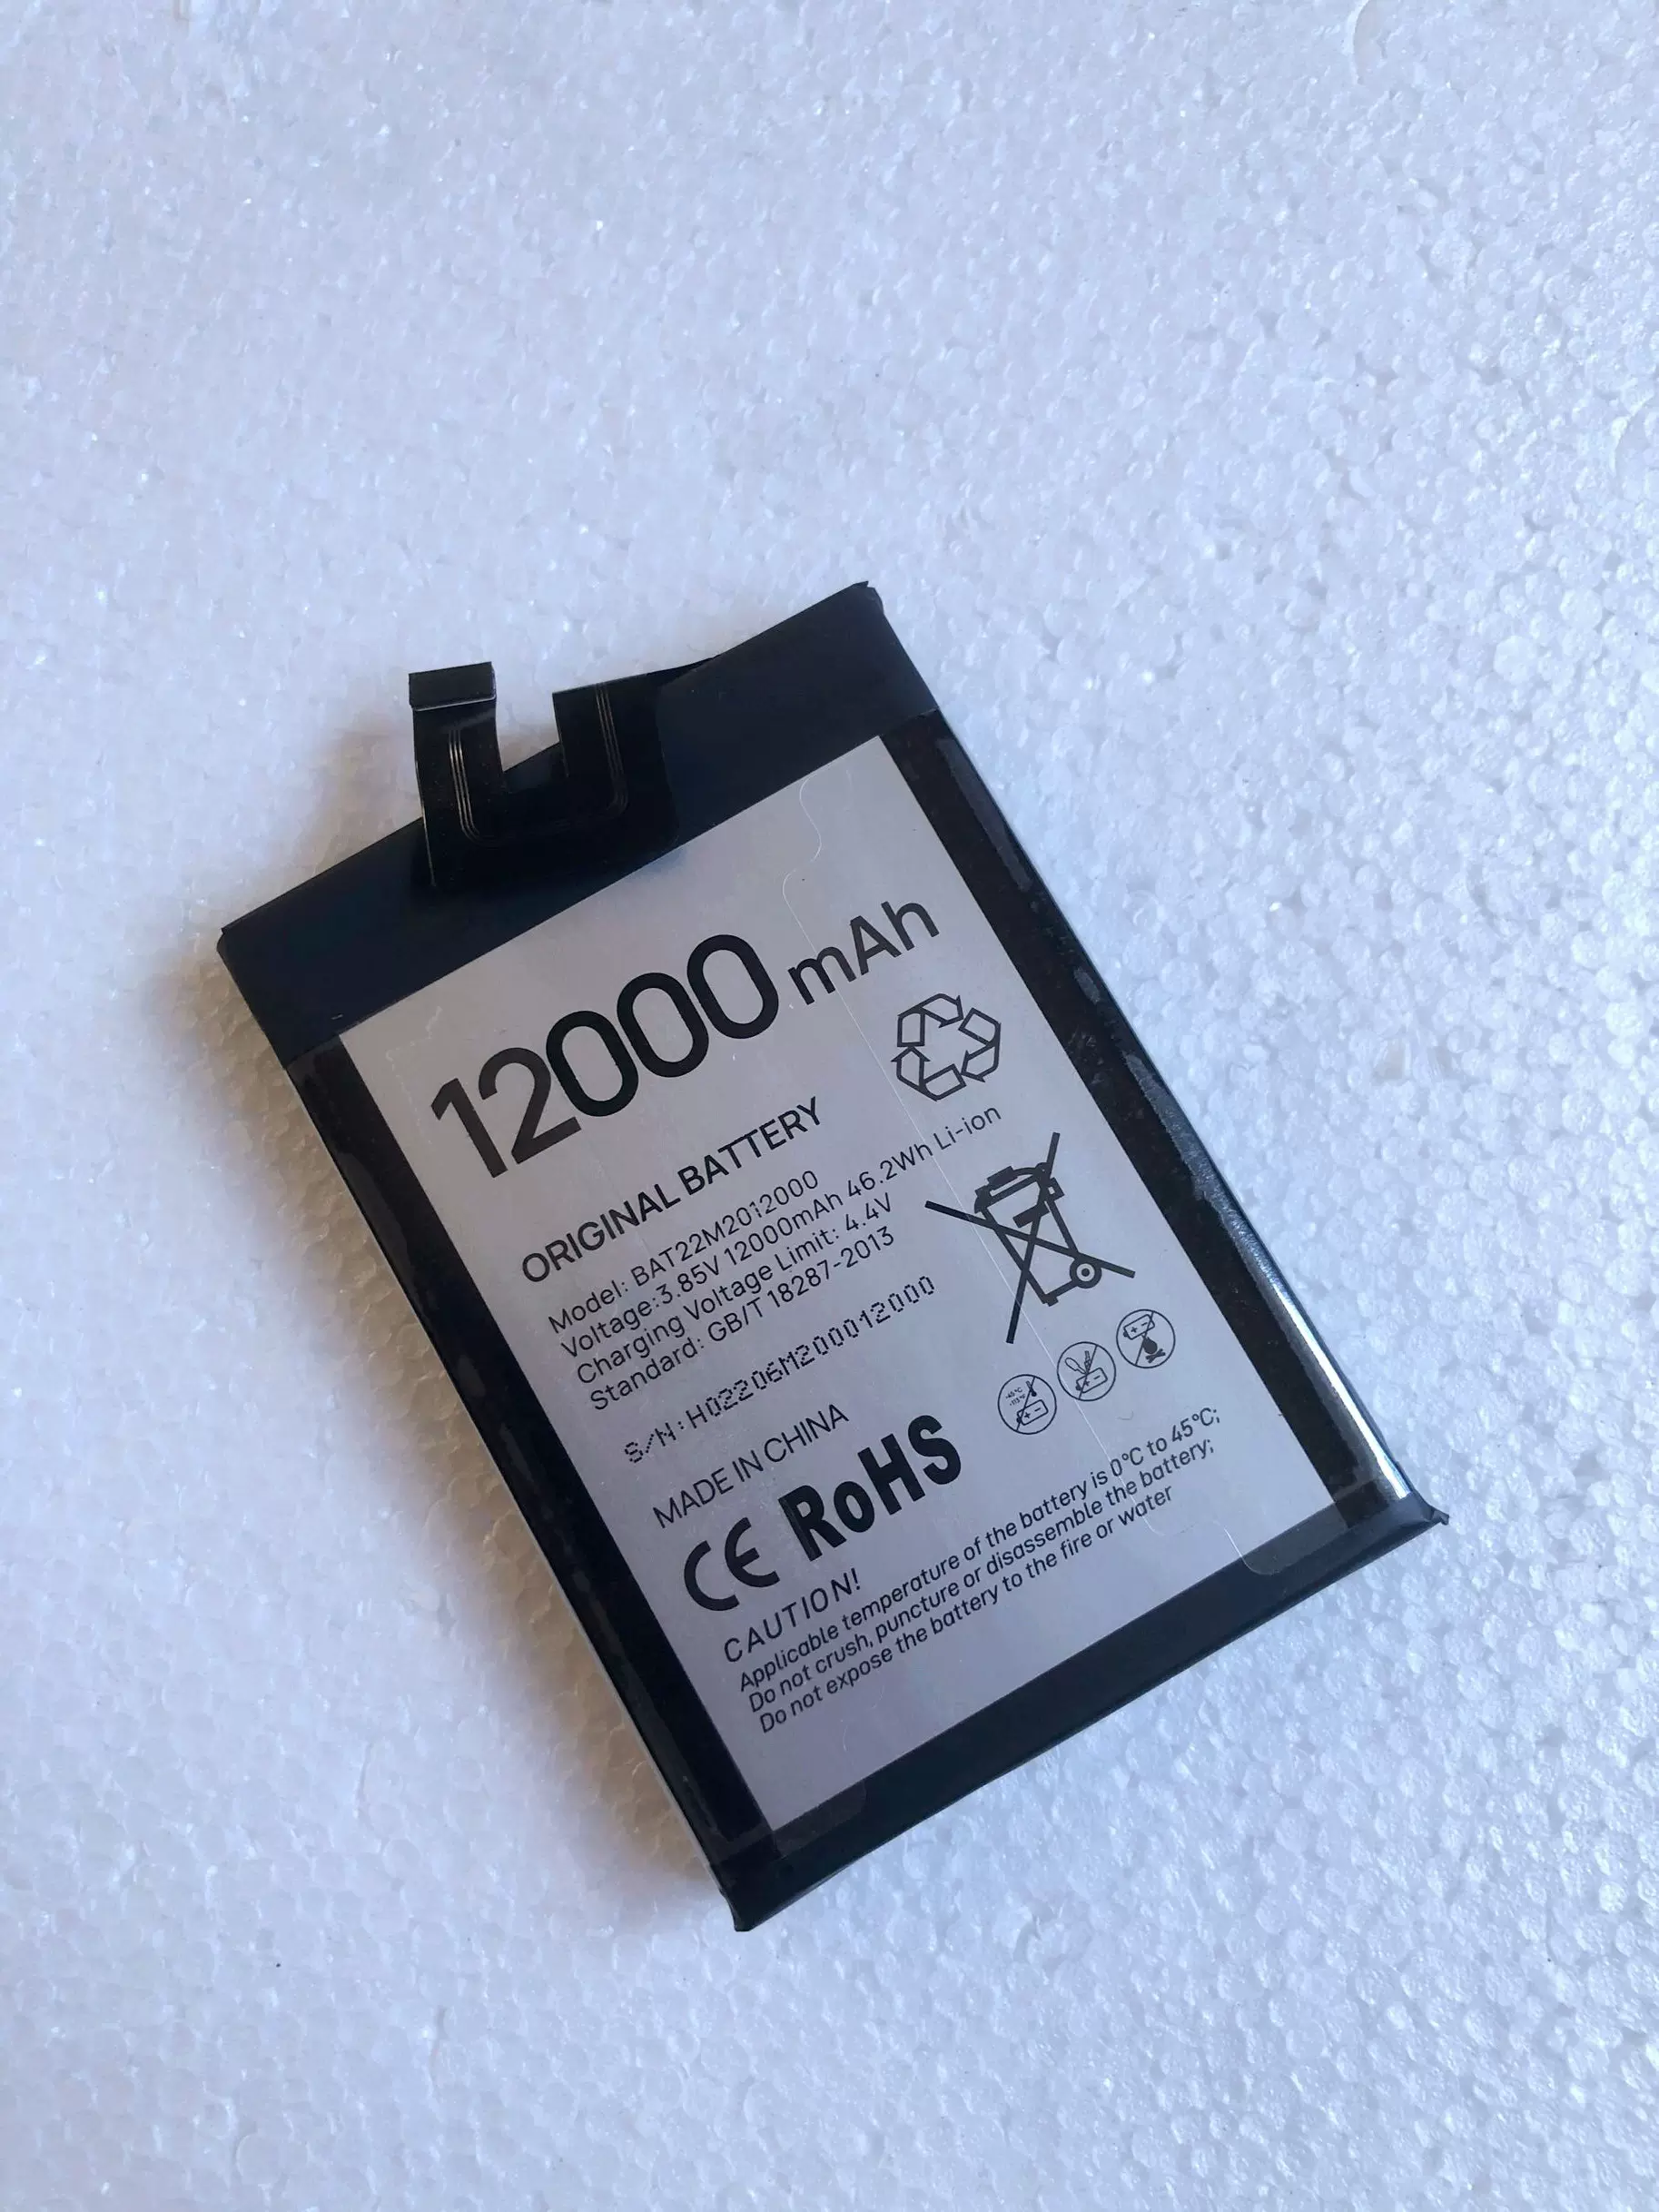 12000 mAh
ORIGINAL BATTERY
Model: BAT22M2012000
Voltage:3.85V 12000mAh 46.2Wh Li-ion
Charging Voltage Limit: 4.4V
Standard: GB/T 18287-2013
S/N:H02206M200012000
MADE IN CHINA
CE RoHS
CAUTION!
Applicable temperature of the battery is 0°C to 45°C;
Do not crush, puncture or disassemble the battery;
Do not expose the battery to the fire or water